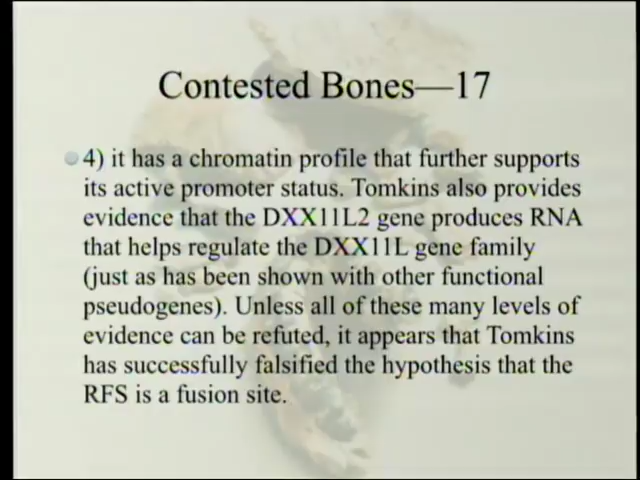 Contested Bones—17
4) it has a chromatin profile that further supports
its active promoter status. Tomkins also provides
evidence that the DXX11L2 gene produces RNA
that helps regulate the DXX11L gene family
(just as has been shown with other functional
pseudogenes). Unless all of these many levels of
evidence can be refuted, it appears that Tomkins
has successfully falsified the hypothesis that the
RFS is a fusion site.